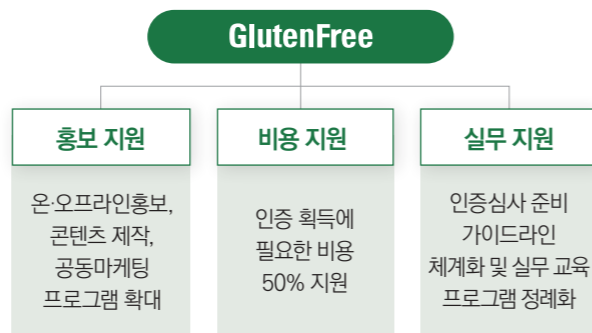 GlutenFree
홍보 지원
온·오프라인홍보,
콘텐츠 제작,
공동마케팅
프로그램 확대
비용 지원
인증 획득에
필요한 비용
50% 지원
실무 지원
인증심사 준비
가이드라인
체계화 및 실무 교육
프로그램 정례화